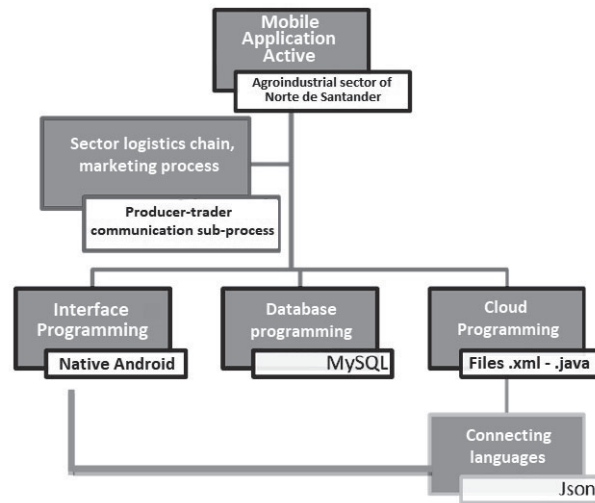 Mobile
Application
Active
Agroindustrial sector of
Norte de Santander
Sector logistics chain,
marketing process
Producer-trader
communication sub-process
Interface
Programming
Native Android
Database
programming
MySQL
Cloud
Programming
Files .xml - .java
Connecting
languages
Json